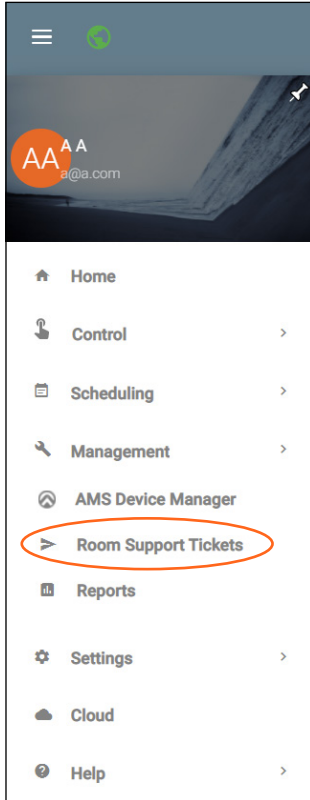 AA
A A
a@a.com
Home
Control
Scheduling
Management
AMS Device Manager
Room Support Tickets
Reports
Settings
Cloud
Help